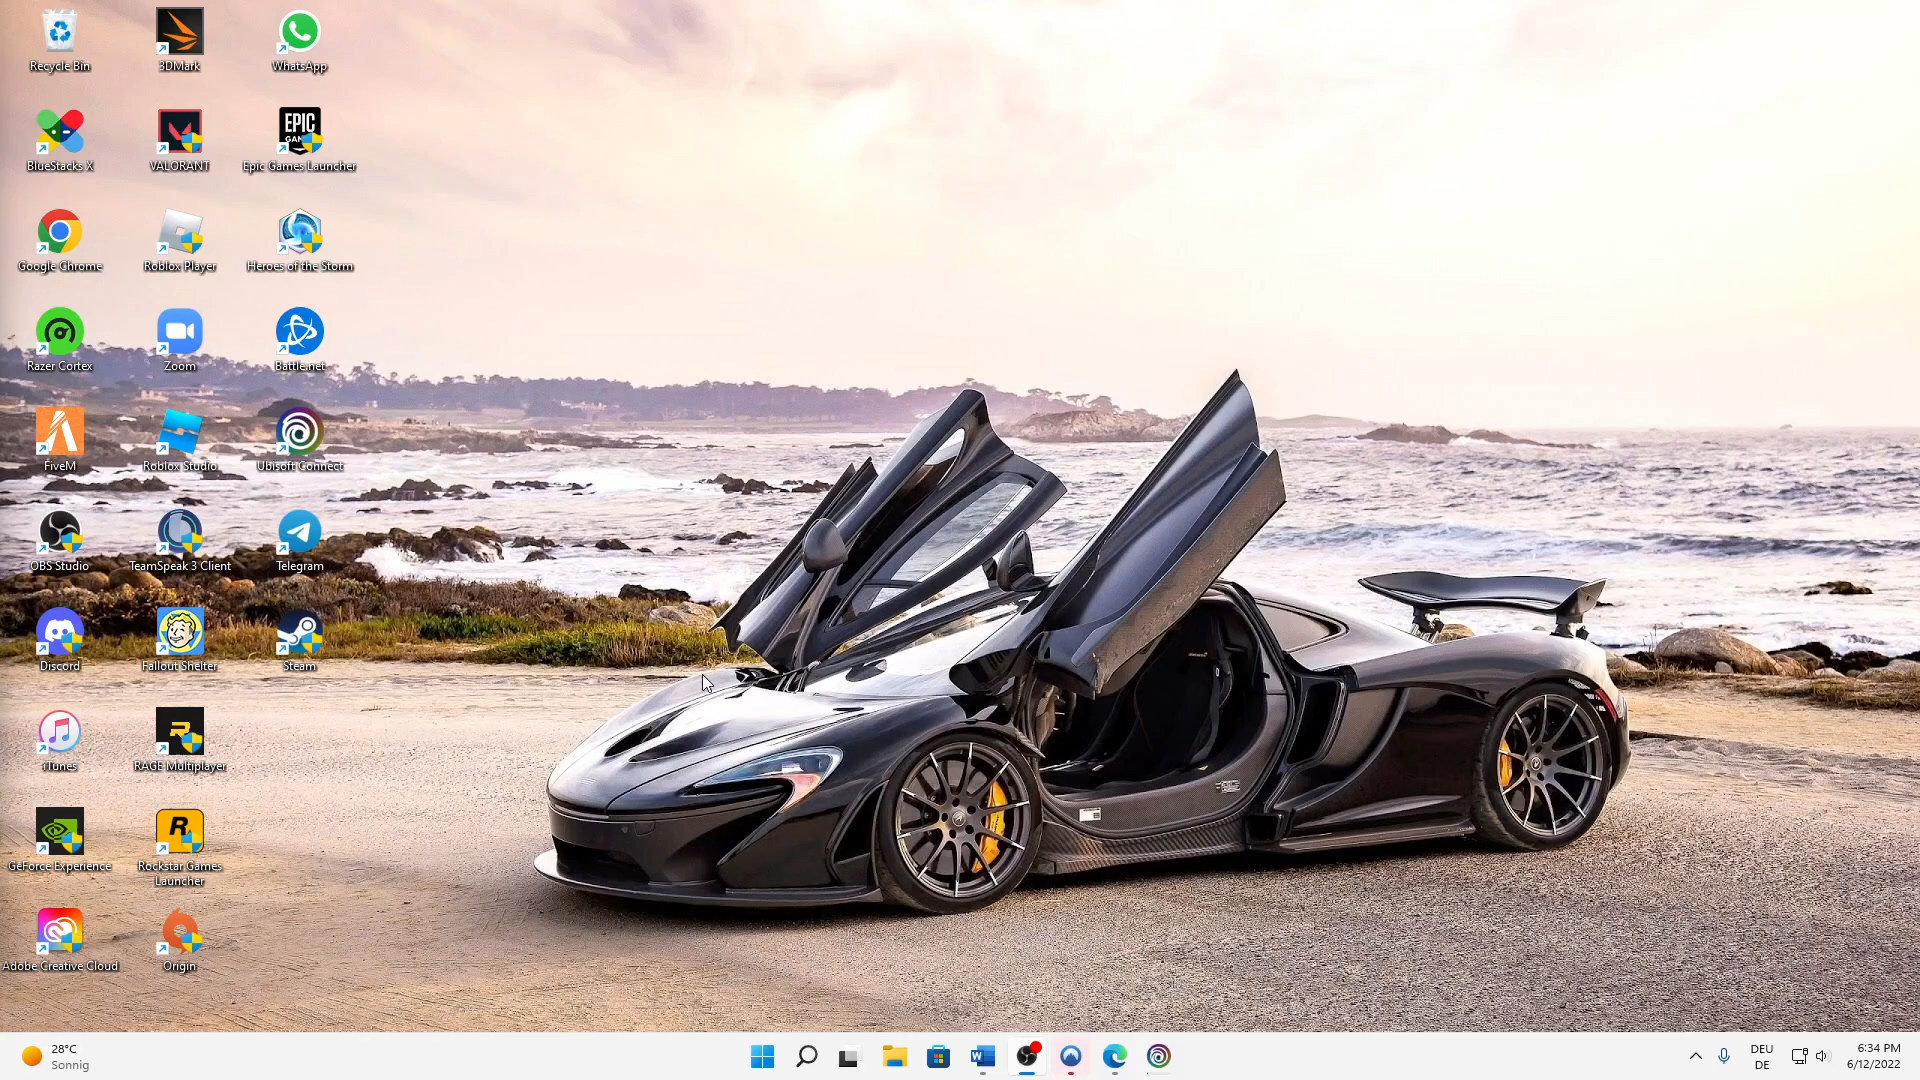 Recycle Bin
3DMark
WhatsApp
BlueStacks X
VALORANT
EPIC
GAMES
Epic Games Launcher
Google Chrome
Roblox Player
Heroes of the Storm
Razer Cortex
Zoom
Battle.net
FiveM
Roblox Studio
Ubisoft Connect
OBS Studio
TeamSpeak 3 Client
Telegram
Discord
Fallout Shelter
Steam
iTunes
RAGE Multiplayer
GeForce Experience
Rockstar Games
Launcher
Adobe Creative Cloud
Origin
28°C
Sonnig
DEU
DE
6:34 PM
6/12/2022